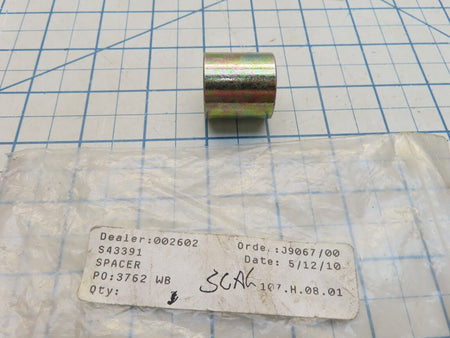 Dealer:002602 Order:J9067/00
S43391 Date: 5/12/10
SPACER
PO:3762 WB SCAG 107.H.08.01
Qty: 1